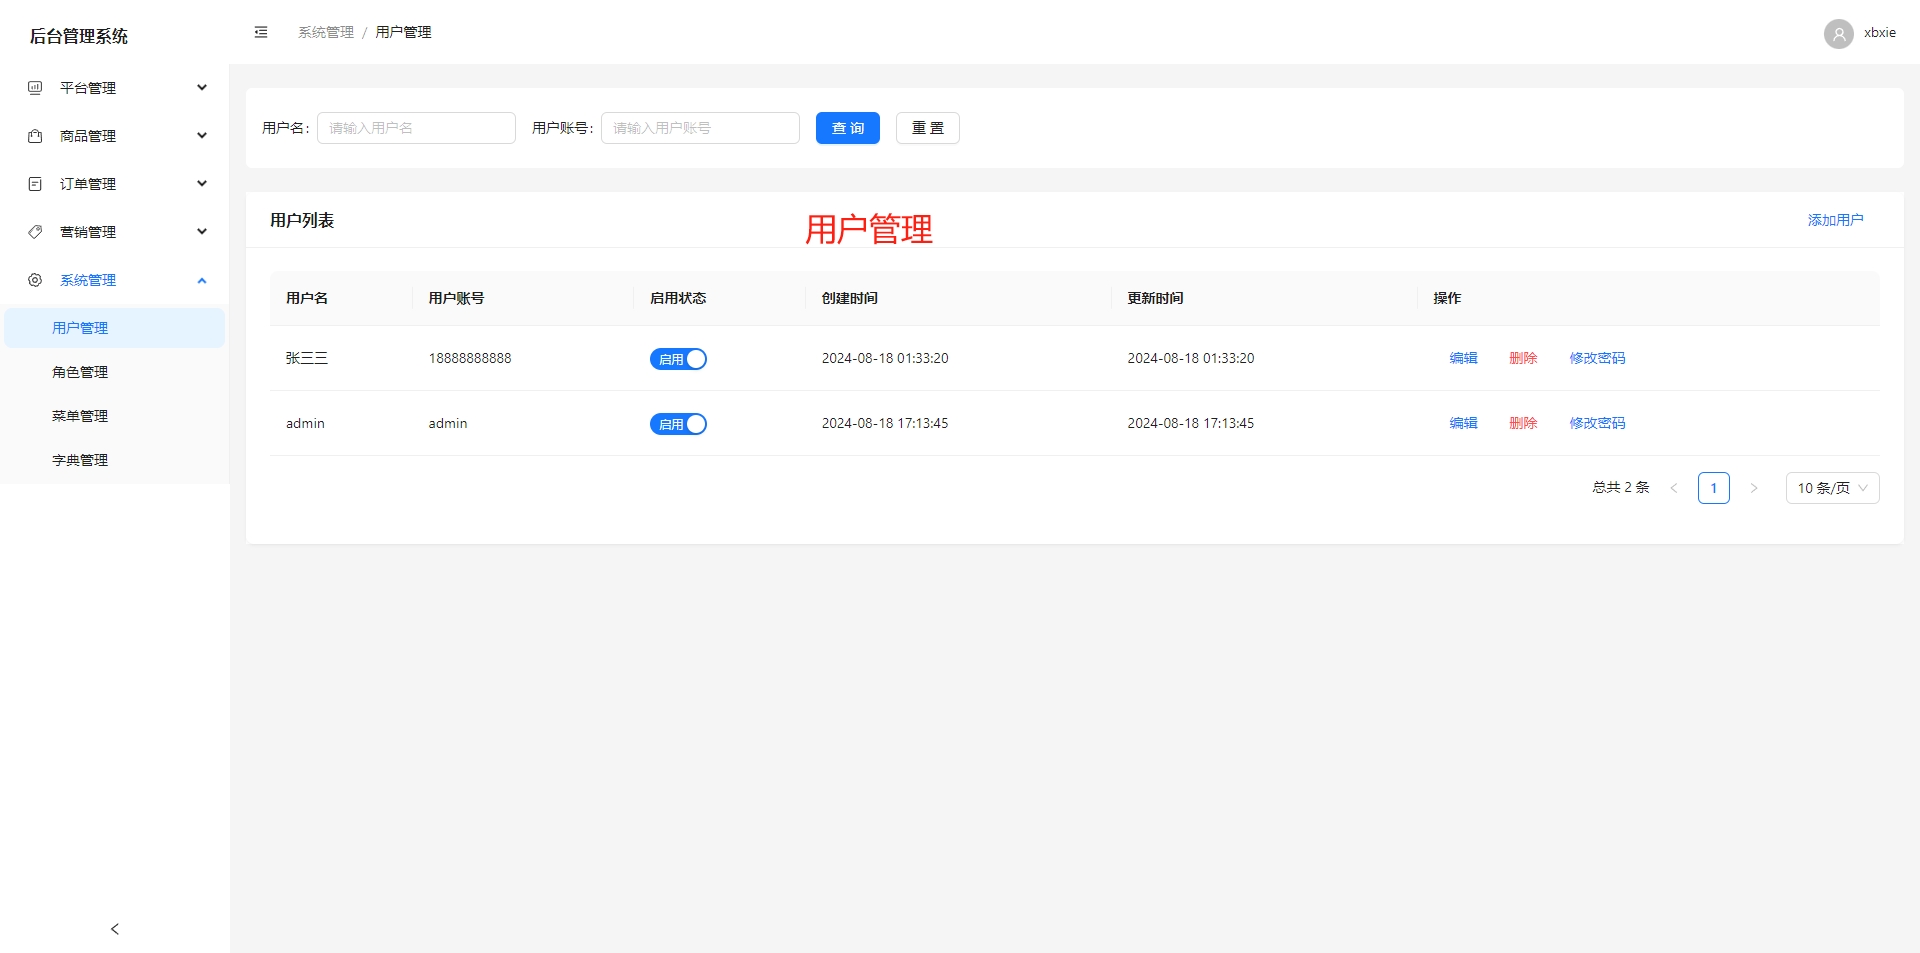 后台管理系统
系统管理 / 用户管理
xbxie
平台管理
商品管理
订单管理
营销管理
系统管理
用户管理
角色管理
菜单管理
字典管理
用户名: 请输入用户名 用户账号: 请输入用户账号 查 询 重 置
用户列表 用户管理 添加用户
用户名 用户账号 启用状态 创建时间 更新时间 操作
张三三 18888888888 启用 2024-08-18 01:33:20 2024-08-18 01:33:20 编辑 删除 修改密码
admin admin 启用 2024-08-18 17:13:45 2024-08-18 17:13:45 编辑 删除 修改密码
总共 2 条 < 1 > 10 条/页